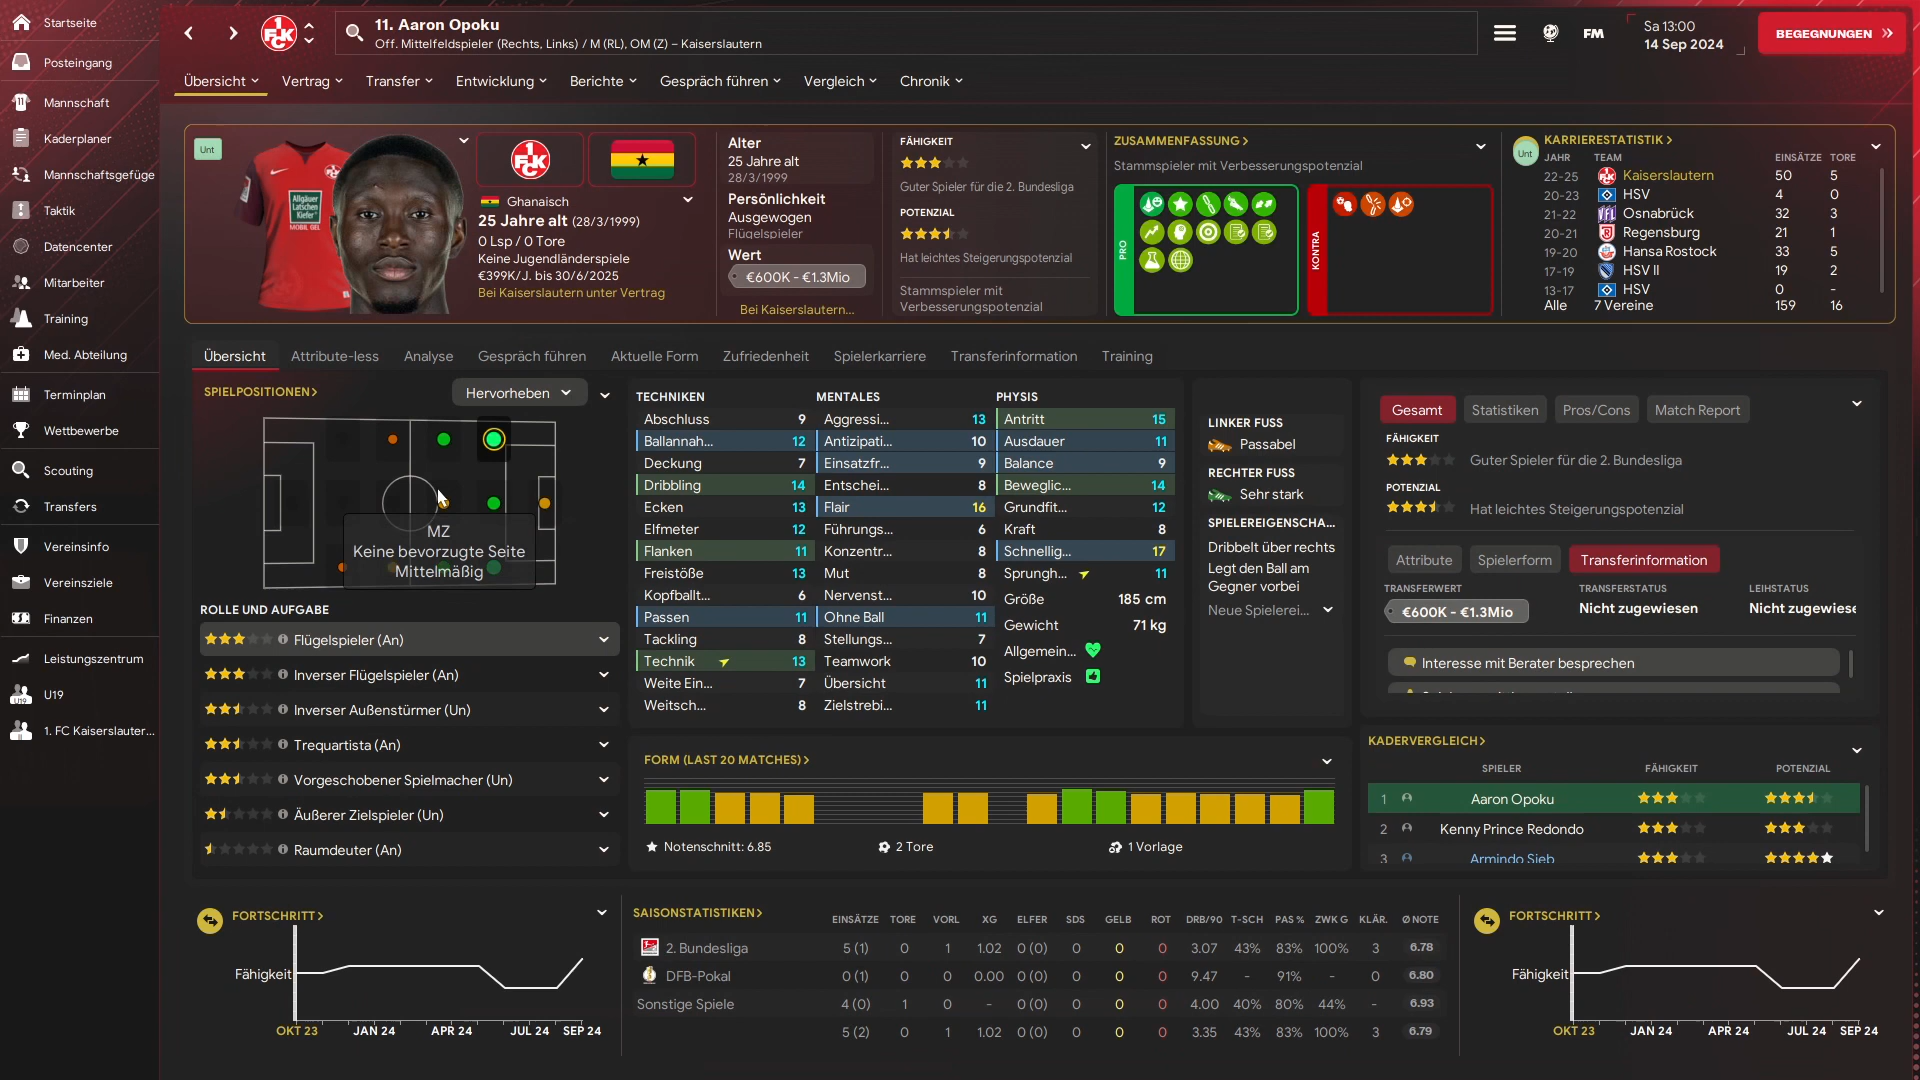 Startseite
Posteingang
Mannschaft
Kaderplaner
Mannschaftsgefüge
Taktik
Datencenter
Mitarbeiter
Training
Med. Abteilung
Terminplan
Wettbewerbe
Scouting
Transfers
Vereinsinfo
Vereinsziele
Finanzen
Leistungszentrum
U19
1. FC Kaiserslauter...
11. Aaron Opoku
Off. Mittelfeldspieler (Rechts, Links) / M (RL), OM (Z) – Kaiserslautern
FM
Sa 13:00
14 Sep 2024
BEGEGNUNGEN
Übersicht Vertrag Transfer Entwicklung Berichte Gespräch führen Vergleich Chronik
Unt
Allgäuer
Latschen
Kiefer
MOBIL GEL
Ghanaisch
25 Jahre alt (28/3/1999)
0 Lsp / 0 Tore
Keine Jugendländerspiele
€399K/J. bis 30/6/2025
Bei Kaiserslautern unter Vertrag
Alter
25 Jahre alt
28/3/1999
Persönlichkeit
Ausgewogen
Flügelspieler
Wert
€600K - €1.3Mio
Bei Kaiserslautern...
FÄHIGKEIT
Guter Spieler für die 2. Bundesliga
POTENZIAL
Hat leichtes Steigerungspotenzial
Stammspieler mit
Verbesserungspotenzial
ZUSAMMENFASSUNG >
Stammspieler mit Verbesserungspotenzial
PRO
KONTRA
Unt
KARRIERESTATISTIK >
JAHR TEAM EINSÄTZE TORE
22-25 Kaiserslautern 50 5
20-23 HSV 4 0
21-22 Osnabrück 32 3
20-21 Regensburg 21 1
19-20 Hansa Rostock 33 5
17-19 HSV II 19 2
13-17 HSV 0 -
Alle 7 Vereine 159 16
Übersicht Attribute-less Analyse Gespräch führen Aktuelle Form Zufriedenheit Spielerkarriere Transferinformation Training
SPIELPOSITIONEN >
Hervorheben
MZ
Keine bevorzugte Seite
Mittelmäßig
ROLLE UND AUFGABE
Flügelspieler (An)
Inverser Flügelspieler (An)
Inverser Außenstürmer (Un)
Trequartista (An)
Vorgeschobener Spielmacher (Un)
Äußerer Zielspieler (Un)
Raumdeuter (An)
TECHNIKEN
Abschluss 9
Ballannah... 12
Deckung 7
Dribbling 14
Ecken 13
Elfmeter 12
Flanken 11
Freistöße 13
Kopfballt... 6
Passen 11
Tackling 8
Technik 13
Weite Ein... 7
Weitsch... 8
MENTALES
Aggressi... 13
Antizipati... 10
Einsatzfr... 9
Entschei... 8
Flair 16
Führungs... 6
Konzentr... 8
Mut 8
Nervenst... 10
Ohne Ball 11
Stellungs... 7
Teamwork 10
Übersicht 11
Zielstrebi... 11
PHYSIS
Antritt 15
Ausdauer 11
Balance 9
Beweglic... 14
Grundfit... 12
Kraft 8
Schnellig... 17
Sprungh... 11
Größe 185 cm
Gewicht 71 kg
Allgemein...
Spielpraxis
LINKER FUSS
Passabel
RECHTER FUSS
Sehr stark
SPIELEREIGENSCHA...
Dribbelt über rechts
Legt den Ball am
Gegner vorbei
Neue Spielerei...
Gesamt Statistiken Pros/Cons Match Report
FÄHIGKEIT
Guter Spieler für die 2. Bundesliga
POTENZIAL
Hat leichtes Steigerungspotenzial
Attribute Spielerform Transferinformation
TRANSFERWERT TRANSFERSTATUS LEIHSTATUS
€600K - €1.3Mio Nicht zugewiesen Nicht zugewiese
Interesse mit Berater besprechen
FORM (LAST 20 MATCHES) >
Notenschnitt: 6.85 2 Tore 1 Vorlage
KADERVERGLEICH >
SPIELER FÄHIGKEIT POTENZIAL
1 Aaron Opoku
2 Kenny Prince Redondo
3 Armindo Sieb
FORTSCHRITT >
Fähigkeit
OKT 23 JAN 24 APR 24 JUL 24 SEP 24
SAISONSTATISTIKEN >
EINSÄTZE TORE VORL XG ELFER SDS GELB ROT DRB/90 T-SCH PAS % ZWK G KLÄR. Ø NOTE
2. Bundesliga 5 (1) 0 1 1.02 0 (0) 0 0 0 3.07 43% 83% 100% 3 6.78
DFB-Pokal 0 (1) 0 0 0.00 0 (0) 0 0 0 9.47 - 91% - 0 6.80
Sonstige Spiele 4 (0) 1 0 - 0 (0) 0 0 0 4.00 40% 80% 44% - 6.93
5 (2) 0 1 1.02 0 (0) 0 0 0 3.35 43% 83% 100% 3 6.79
FORTSCHRITT >
Fähigkeit
OKT 23 JAN 24 APR 24 JUL 24 SEP 24